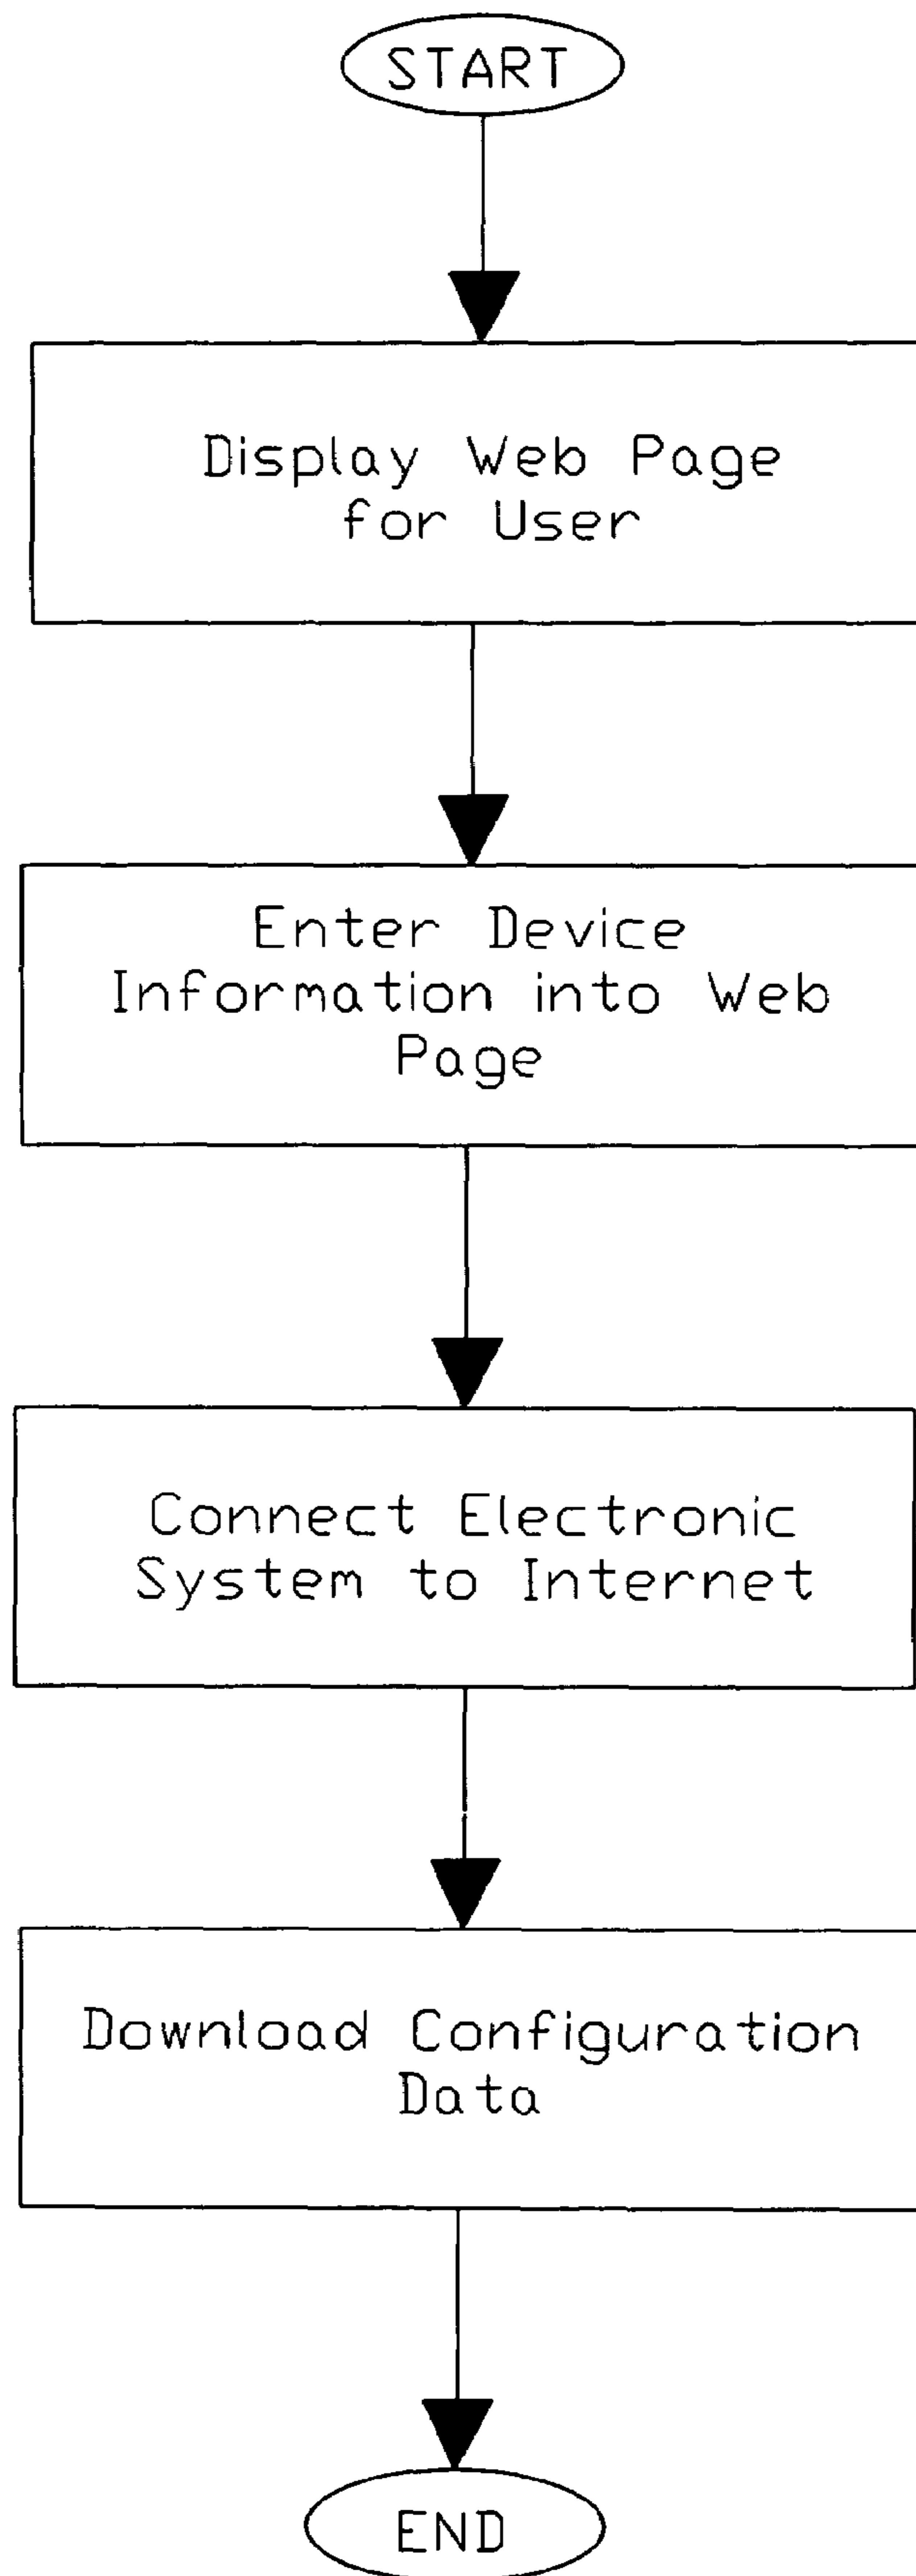 START
Display Web Page
for User
Enter Device
Information into Web
Page
Connect Electronic
System to Internet
Download Configuration
Data
END